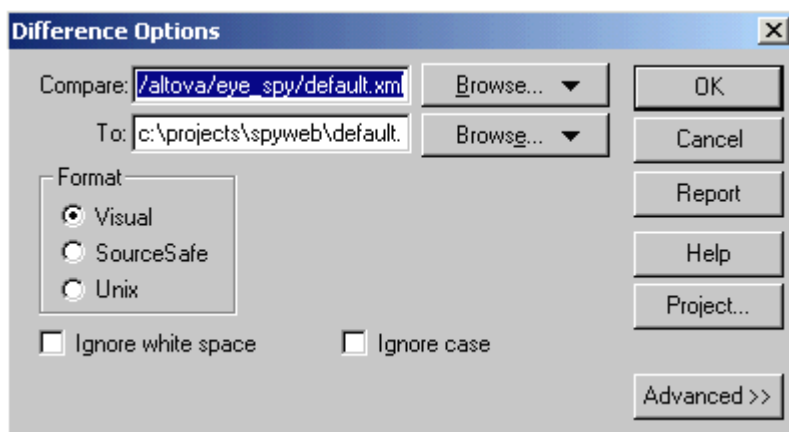 Difference Options
Compare: /altova/eye_spy/default.xml Browse... OK
To: c:\projects\spyweb\default. Browse... Cancel
Format
Visual
SourceSafe
Unix
Report
Help
Project...
Ignore white space Ignore case
Advanced >>